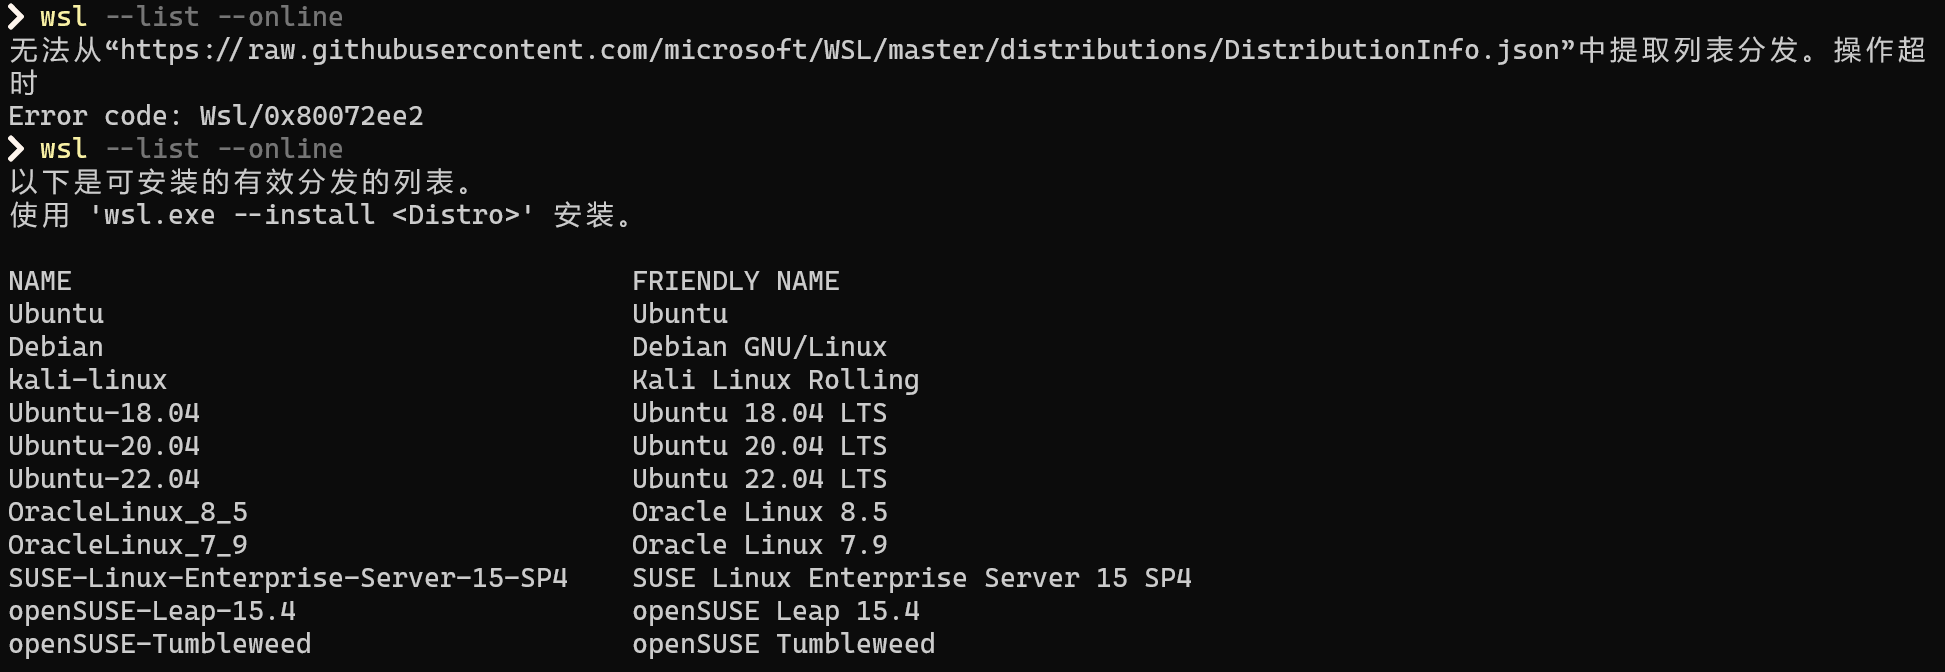 ❯ wsl --list --online
无法从“https://raw.githubusercontent.com/microsoft/WSL/master/distributions/DistributionInfo.json”中提取列表分发。操作超
时
Error code: Wsl/0x80072ee2
❯ wsl --list --online
以下是可安装的有效分发的列表。
使用 'wsl.exe --install <Distro>' 安装。

NAME                                   FRIENDLY NAME
Ubuntu                                 Ubuntu
Debian                                 Debian GNU/Linux
kali-linux                             Kali Linux Rolling
Ubuntu-18.04                           Ubuntu 18.04 LTS
Ubuntu-20.04                           Ubuntu 20.04 LTS
Ubuntu-22.04                           Ubuntu 22.04 LTS
OracleLinux_8_5                        Oracle Linux 8.5
OracleLinux_7_9                        Oracle Linux 7.9
SUSE-Linux-Enterprise-Server-15-SP4    SUSE Linux Enterprise Server 15 SP4
openSUSE-Leap-15.4                     openSUSE Leap 15.4
openSUSE-Tumbleweed                    openSUSE Tumbleweed